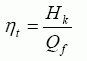 η_t = H_k / Q_f